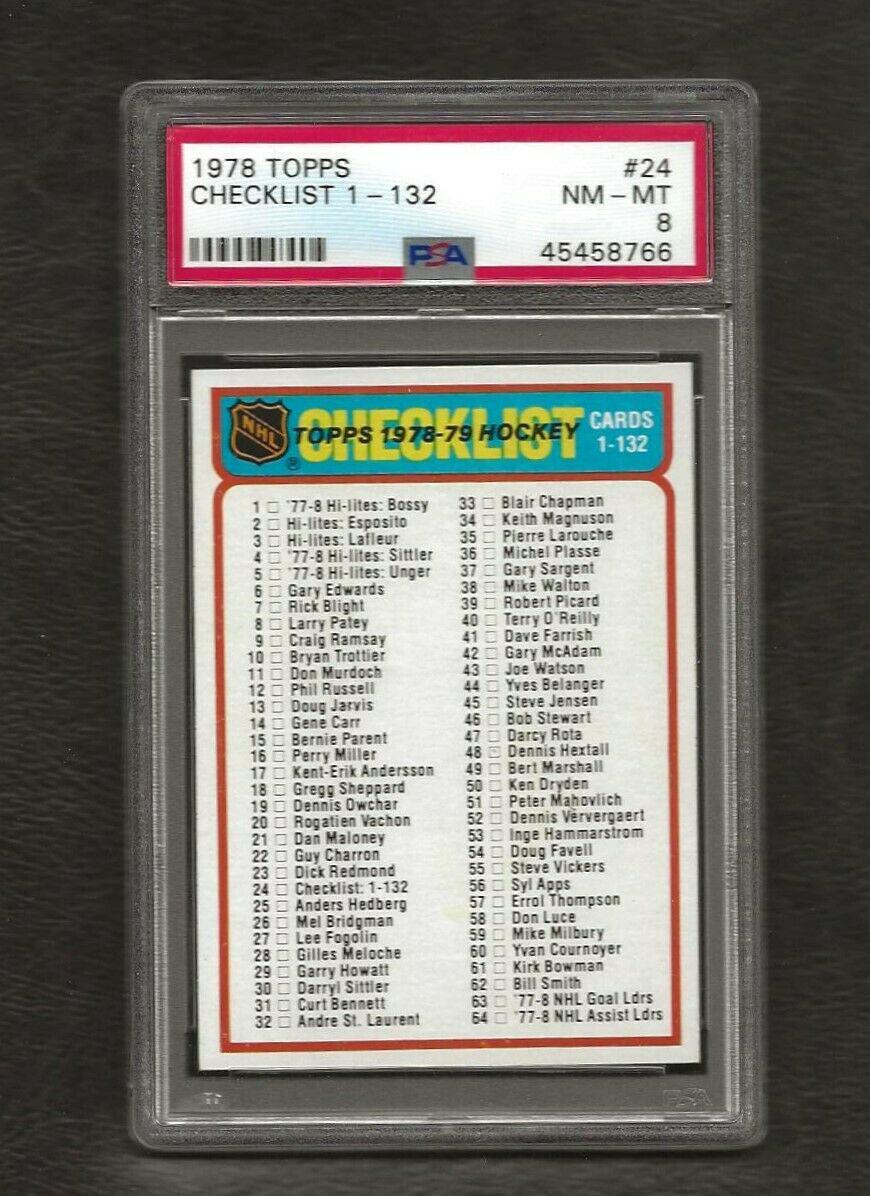 1978 TOPPS #24
CHECKLIST 1 – 132 NM – MT
8
PSA 45458766
NHL
®
CHECKLIST
TOPPS 1978-79 HOCKEY
CARDS
1-132
1 □ '77-8 Hi-lites: Bossy
2 □ Hi-lites: Esposito
3 □ Hi-lites: Lafleur
4 □ '77-8 Hi-lites: Sittler
5 □ '77-8 Hi-lites: Unger
6 □ Gary Edwards
7 □ Rick Blight
8 □ Larry Patey
9 □ Craig Ramsay
10 □ Bryan Trottier
11 □ Don Murdoch
12 □ Phil Russell
13 □ Doug Jarvis
14 □ Gene Carr
15 □ Bernie Parent
16 □ Perry Miller
17 □ Kent-Erik Andersson
18 □ Gregg Sheppard
19 □ Dennis Owchar
20 □ Rogatien Vachon
21 □ Dan Maloney
22 □ Guy Charron
23 □ Dick Redmond
24 □ Checklist: 1-132
25 □ Anders Hedberg
26 □ Mel Bridgman
27 □ Lee Fogolin
28 □ Gilles Meloche
29 □ Garry Howatt
30 □ Darryl Sittler
31 □ Curt Bennett
32 □ Andre St. Laurent
33 □ Blair Chapman
34 □ Keith Magnuson
35 □ Pierre Larouche
36 □ Michel Plasse
37 □ Gary Sargent
38 □ Mike Walton
39 □ Robert Picard
40 □ Terry O'Reilly
41 □ Dave Farrish
42 □ Gary McAdam
43 □ Joe Watson
44 □ Yves Belanger
45 □ Steve Jensen
46 □ Bob Stewart
47 □ Darcy Rota
48 □ Dennis Hextall
49 □ Bert Marshall
50 □ Ken Dryden
51 □ Peter Mahovlich
52 □ Dennis Ververgaert
53 □ Inge Hammarstrom
54 □ Doug Favell
55 □ Steve Vickers
56 □ Syl Apps
57 □ Errol Thompson
58 □ Don Luce
59 □ Mike Milbury
60 □ Yvan Cournoyer
61 □ Kirk Bowman
62 □ Bill Smith
63 □ '77-8 NHL Goal Ldrs
64 □ '77-8 NHL Assist Ldrs
PSA